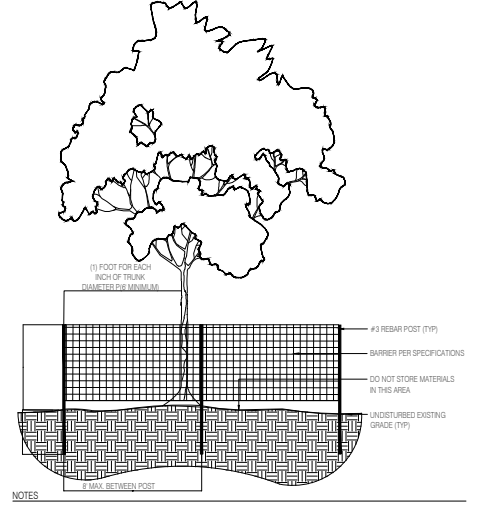 (1) FOOT FOR EACH
INCH OF TRUNK
DIAMETER P(6' MINIMUM)
#3 REBAR POST (TYP)
BARRIER PER SPECIFICATIONS
DO NOT STORE MATERIALS
IN THIS AREA
UNDISTURBED EXISTING
GRADE (TYP)
8' MAX. BETWEEN POST
NOTES